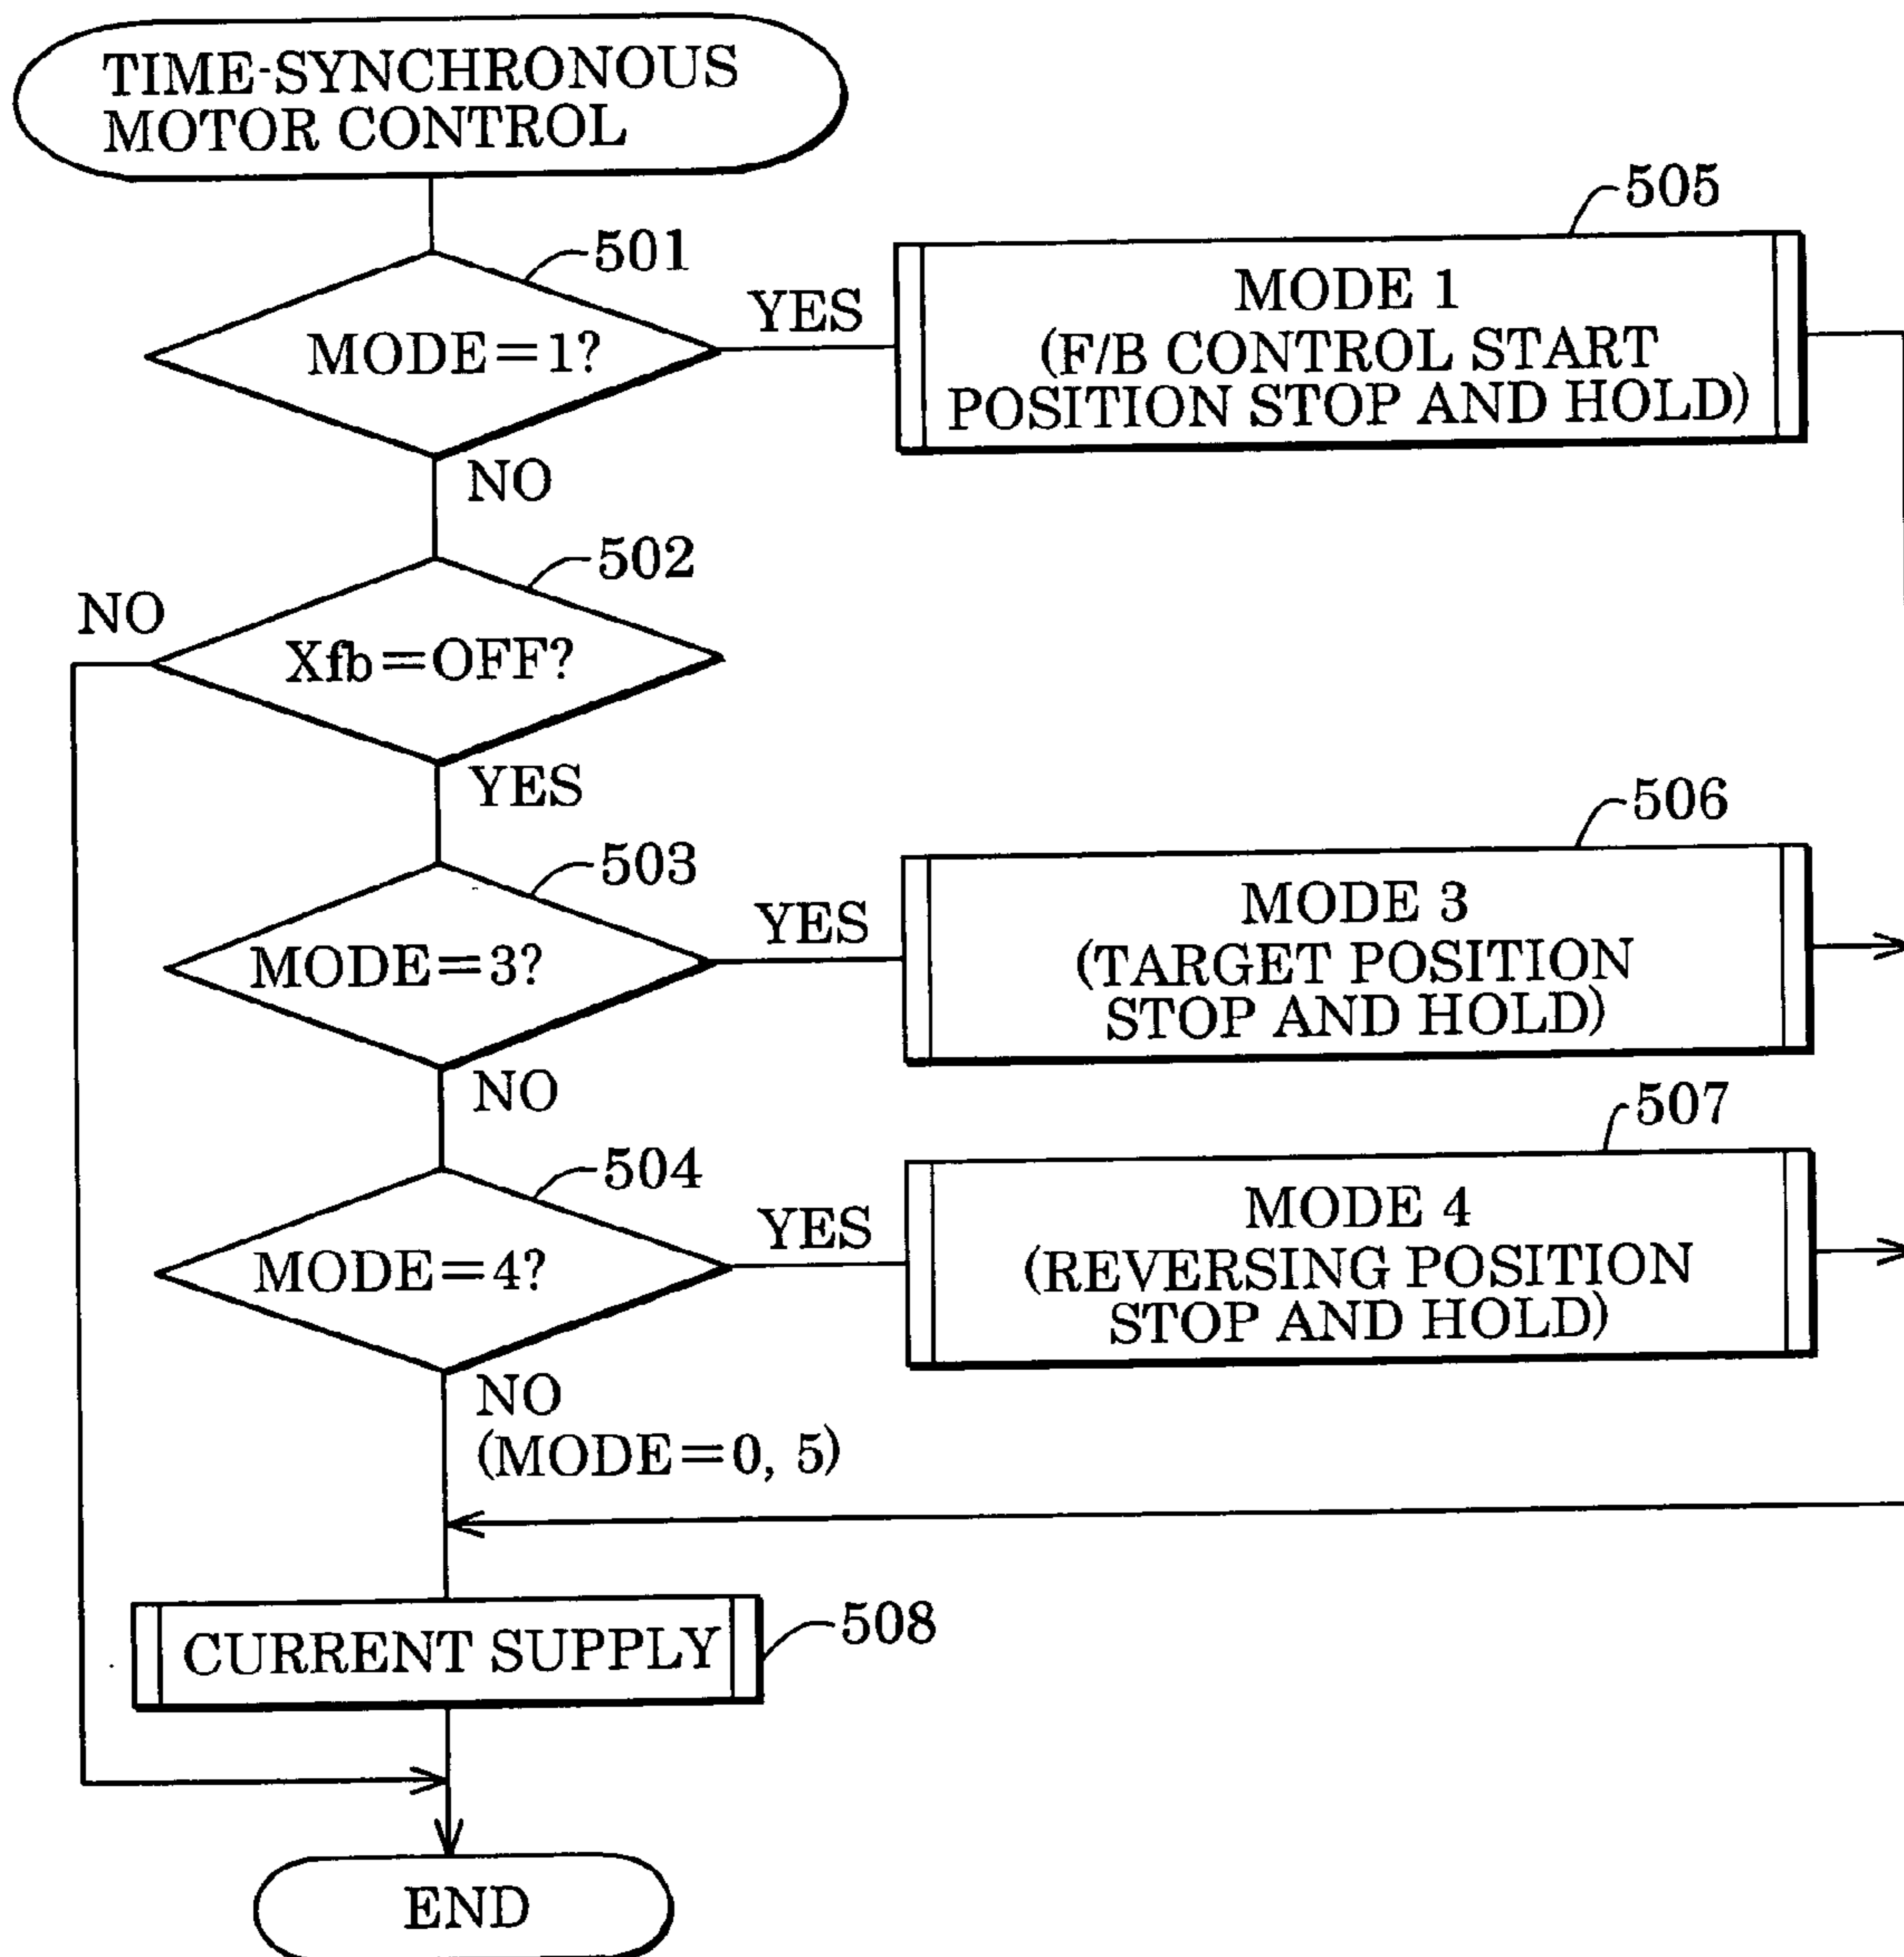 TIME-SYNCHRONOUS
MOTOR CONTROL
501
MODE=1?
YES
NO
505
MODE 1
(F/B CONTROL START
POSITION STOP AND HOLD)
502
NO
Xfb=OFF?
YES
503
MODE=3?
YES
NO
506
MODE 3
(TARGET POSITION
STOP AND HOLD)
504
MODE=4?
YES
507
MODE 4
(REVERSING POSITION
STOP AND HOLD)
NO
(MODE=0, 5)
CURRENT SUPPLY
508
END